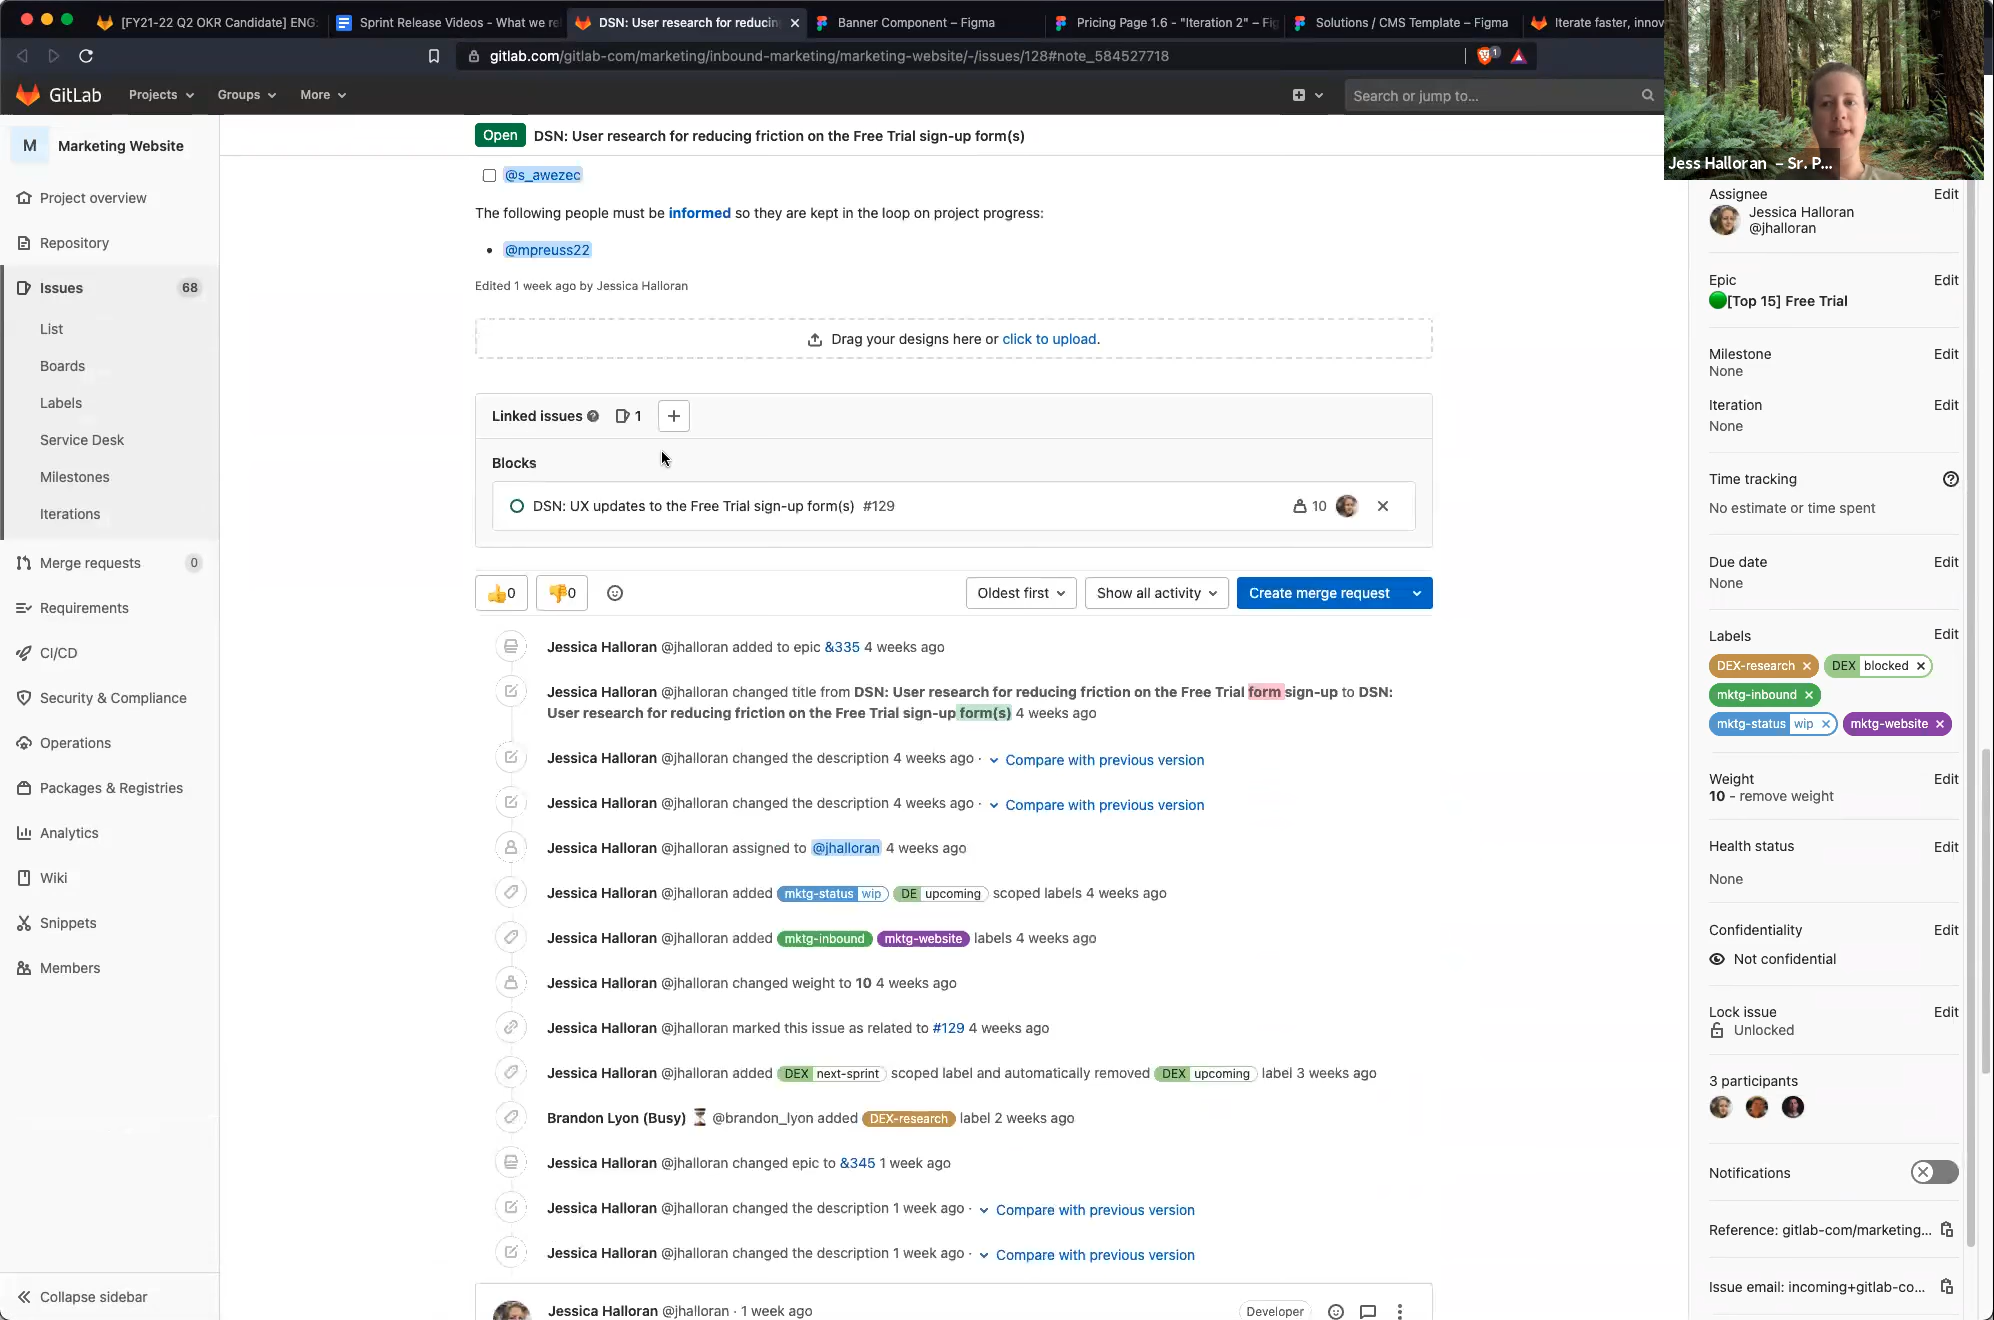 [FY21-22 Q2 OKR Candidate] ENG:
Sprint Release Videos - What we re
DSN: User research for reducin
Banner Component – Figma
Pricing Page 1.6 - "Iteration 2" – Fig
Solutions / CMS Template – Figma
Iterate faster, innov
gitlab.com/gitlab-com/marketing/inbound-marketing/marketing-website/-/issues/128#note_584527718
1
GitLab
Projects
Groups
More
Search or jump to...
Jess Halloran – Sr. P...
M
Marketing Website
Project overview
Repository
Issues
68
List
Boards
Labels
Service Desk
Milestones
Iterations
Merge requests
0
Requirements
CI/CD
Security & Compliance
Operations
Packages & Registries
Analytics
Wiki
Snippets
Members
Collapse sidebar
Open
DSN: User research for reducing friction on the Free Trial sign-up form(s)
@s_awezec
The following people must be informed so they are kept in the loop on project progress:
• @mpreuss22
Edited 1 week ago by Jessica Halloran
Drag your designs here or click to upload.
Linked issues
1
Blocks
DSN: UX updates to the Free Trial sign-up form(s) #129
10
👍0
👎0
Oldest first
Show all activity
Create merge request
Jessica Halloran @jhalloran added to epic &335 4 weeks ago
Jessica Halloran @jhalloran changed title from DSN: User research for reducing friction on the Free Trial form sign-up to DSN:
User research for reducing friction on the Free Trial sign-up form(s) 4 weeks ago
Jessica Halloran @jhalloran changed the description 4 weeks ago · Compare with previous version
Jessica Halloran @jhalloran changed the description 4 weeks ago · Compare with previous version
Jessica Halloran @jhalloran assigned to @jhalloran 4 weeks ago
Jessica Halloran @jhalloran added mktg-status wip DE upcoming scoped labels 4 weeks ago
Jessica Halloran @jhalloran added mktg-inbound mktg-website labels 4 weeks ago
Jessica Halloran @jhalloran changed weight to 10 4 weeks ago
Jessica Halloran @jhalloran marked this issue as related to #129 4 weeks ago
Jessica Halloran @jhalloran added DEX next-sprint scoped label and automatically removed DEX upcoming label 3 weeks ago
Brandon Lyon (Busy) ⏳ @brandon_lyon added DEX-research label 2 weeks ago
Jessica Halloran @jhalloran changed epic to &345 1 week ago
Jessica Halloran @jhalloran changed the description 1 week ago · Compare with previous version
Jessica Halloran @jhalloran changed the description 1 week ago · Compare with previous version
Jessica Halloran @jhalloran · 1 week ago
Developer
Assignee
Edit
Jessica Halloran
@jhalloran
Epic
Edit
[Top 15] Free Trial
Milestone
Edit
None
Iteration
Edit
None
Time tracking
No estimate or time spent
Due date
Edit
None
Labels
Edit
DEX-research
DEX blocked
mktg-inbound
mktg-status wip
mktg-website
Weight
Edit
10 - remove weight
Health status
Edit
None
Confidentiality
Edit
Not confidential
Lock issue
Edit
Unlocked
3 participants
Notifications
Reference: gitlab-com/marketing...
Issue email: incoming+gitlab-co...